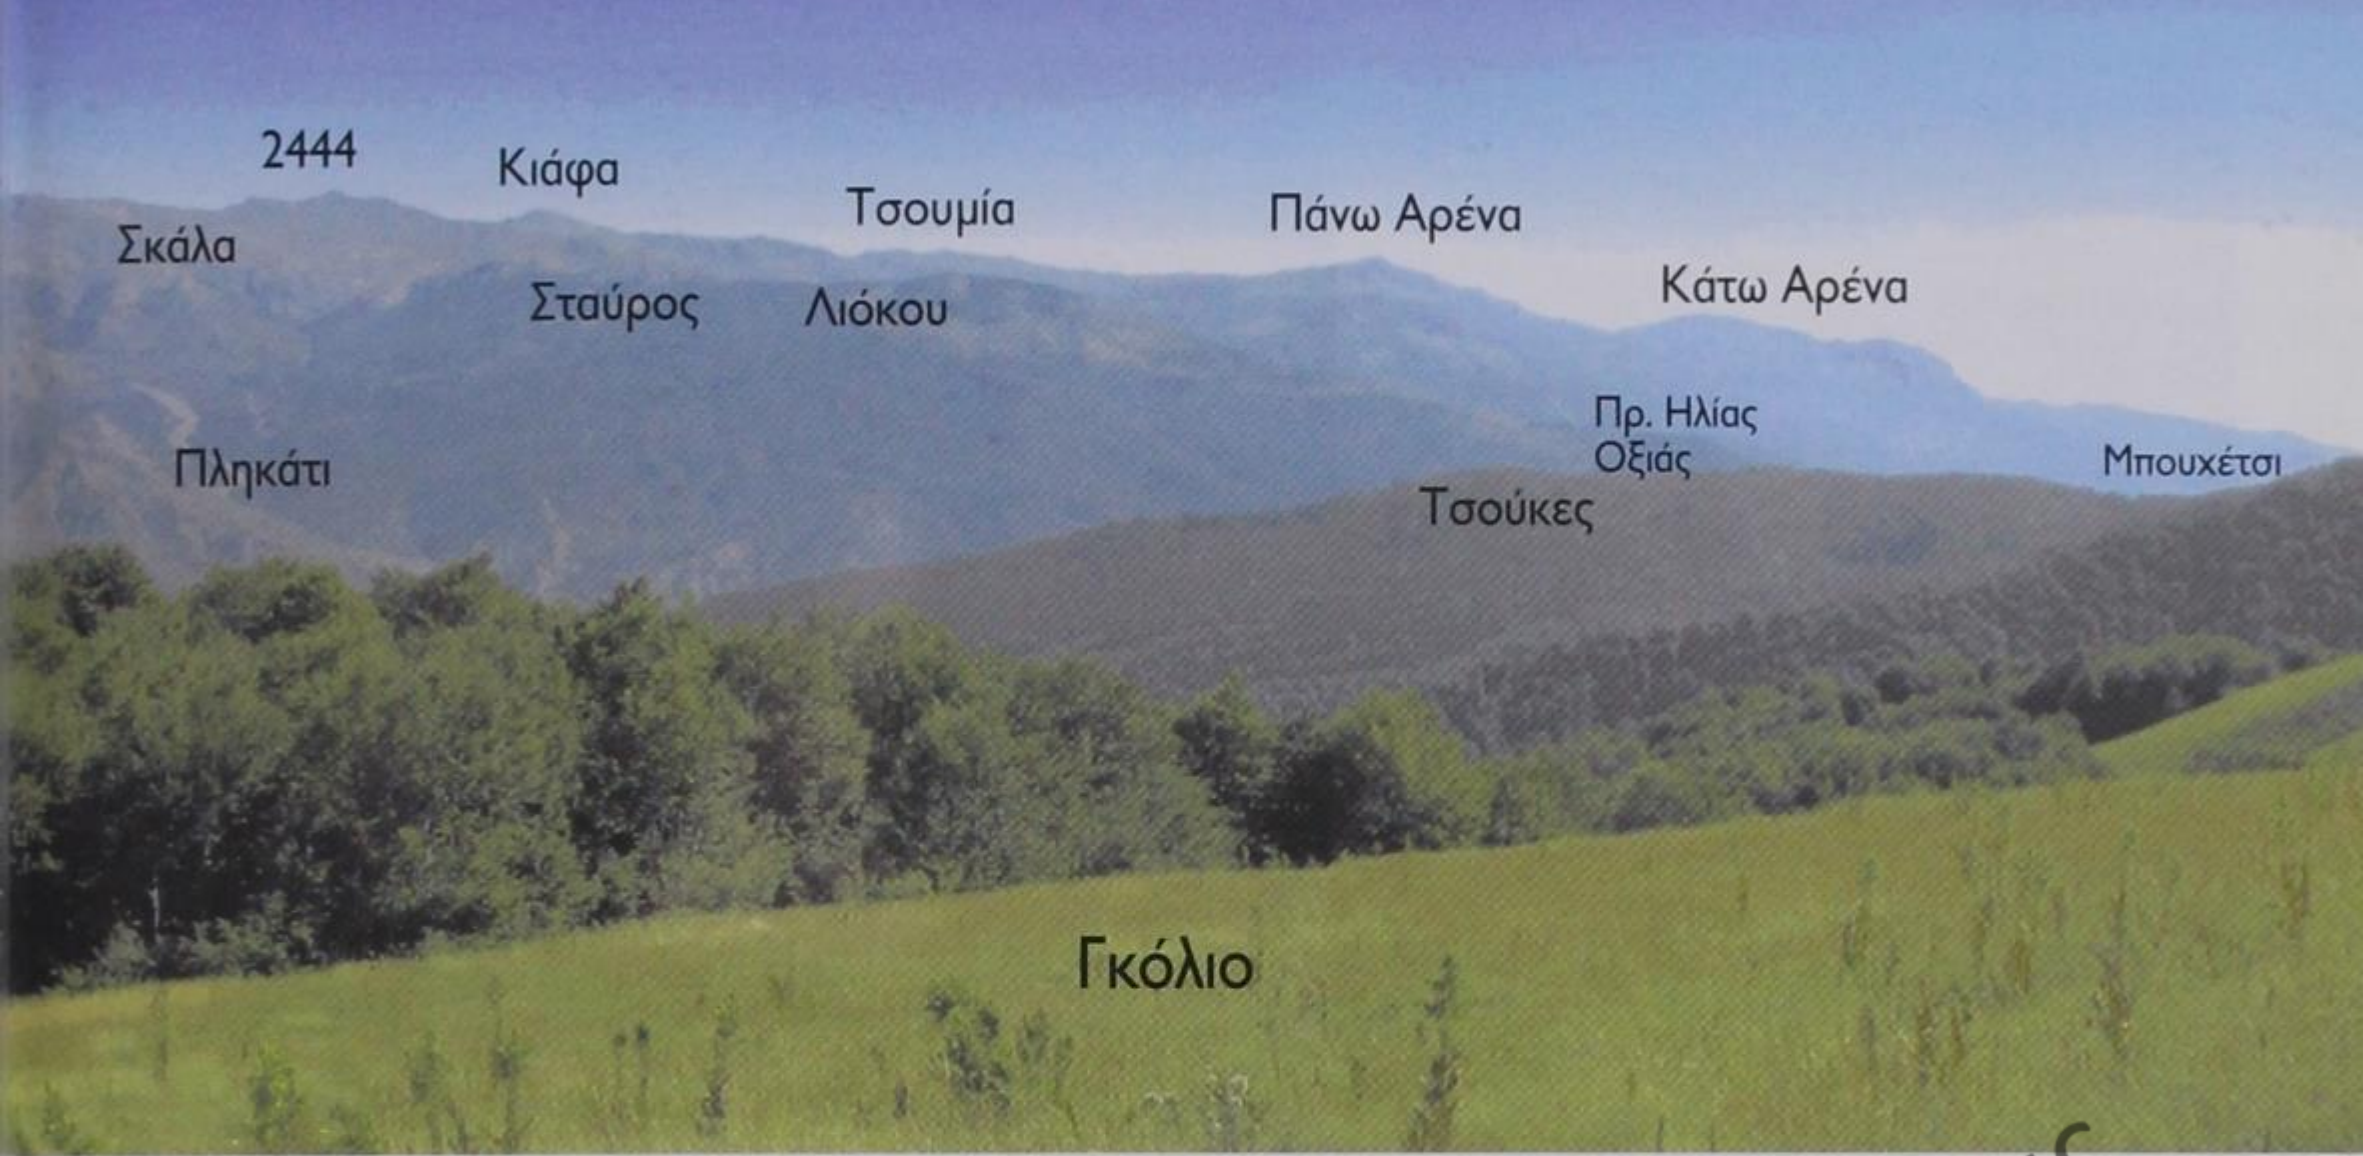 2444
Κιάφα
Τσουμία
Πάνω Αρένα
Σκάλα
Κάτω Αρένα
Σταύρος
Λιόκου
Πρ. Ηλίας
Οξιάς
Πληκάτι
Μπουχέτσι
Τσούκες
Γκόλιο